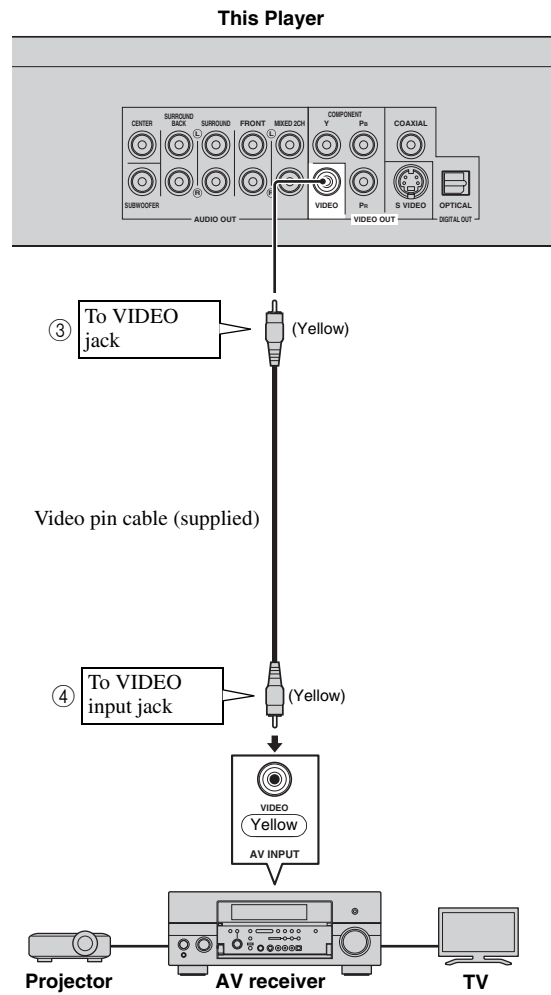 This Player
CENTER
SURROUND
BACK
SURROUND
FRONT
MIXED 2CH
COMPONENT
Y
PB
COAXIAL
L
L
R
R
SUBWOOFER
VIDEO
PR
S VIDEO
OPTICAL
AUDIO OUT
VIDEO OUT
DIGITAL OUT
③
To VIDEO
jack
(Yellow)
Video pin cable (supplied)
④
To VIDEO
input jack
(Yellow)
VIDEO
Yellow
AV INPUT
Projector
AV receiver
TV